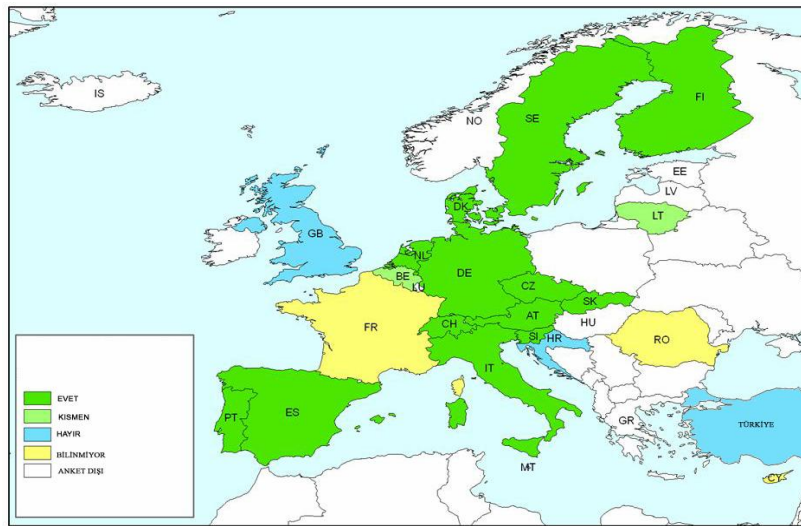 IS
NO
SE
FI
EE
LV
LT
DK
GB
NL
DE
BE
LU
CZ
SK
FR
CH
AT
HU
SI
HR
RO
IT
PT
ES
GR
TÜRKİYE
MT
CY
EVET
KISMEN
HAYIR
BİLİNMİYOR
ANKET DIŞI